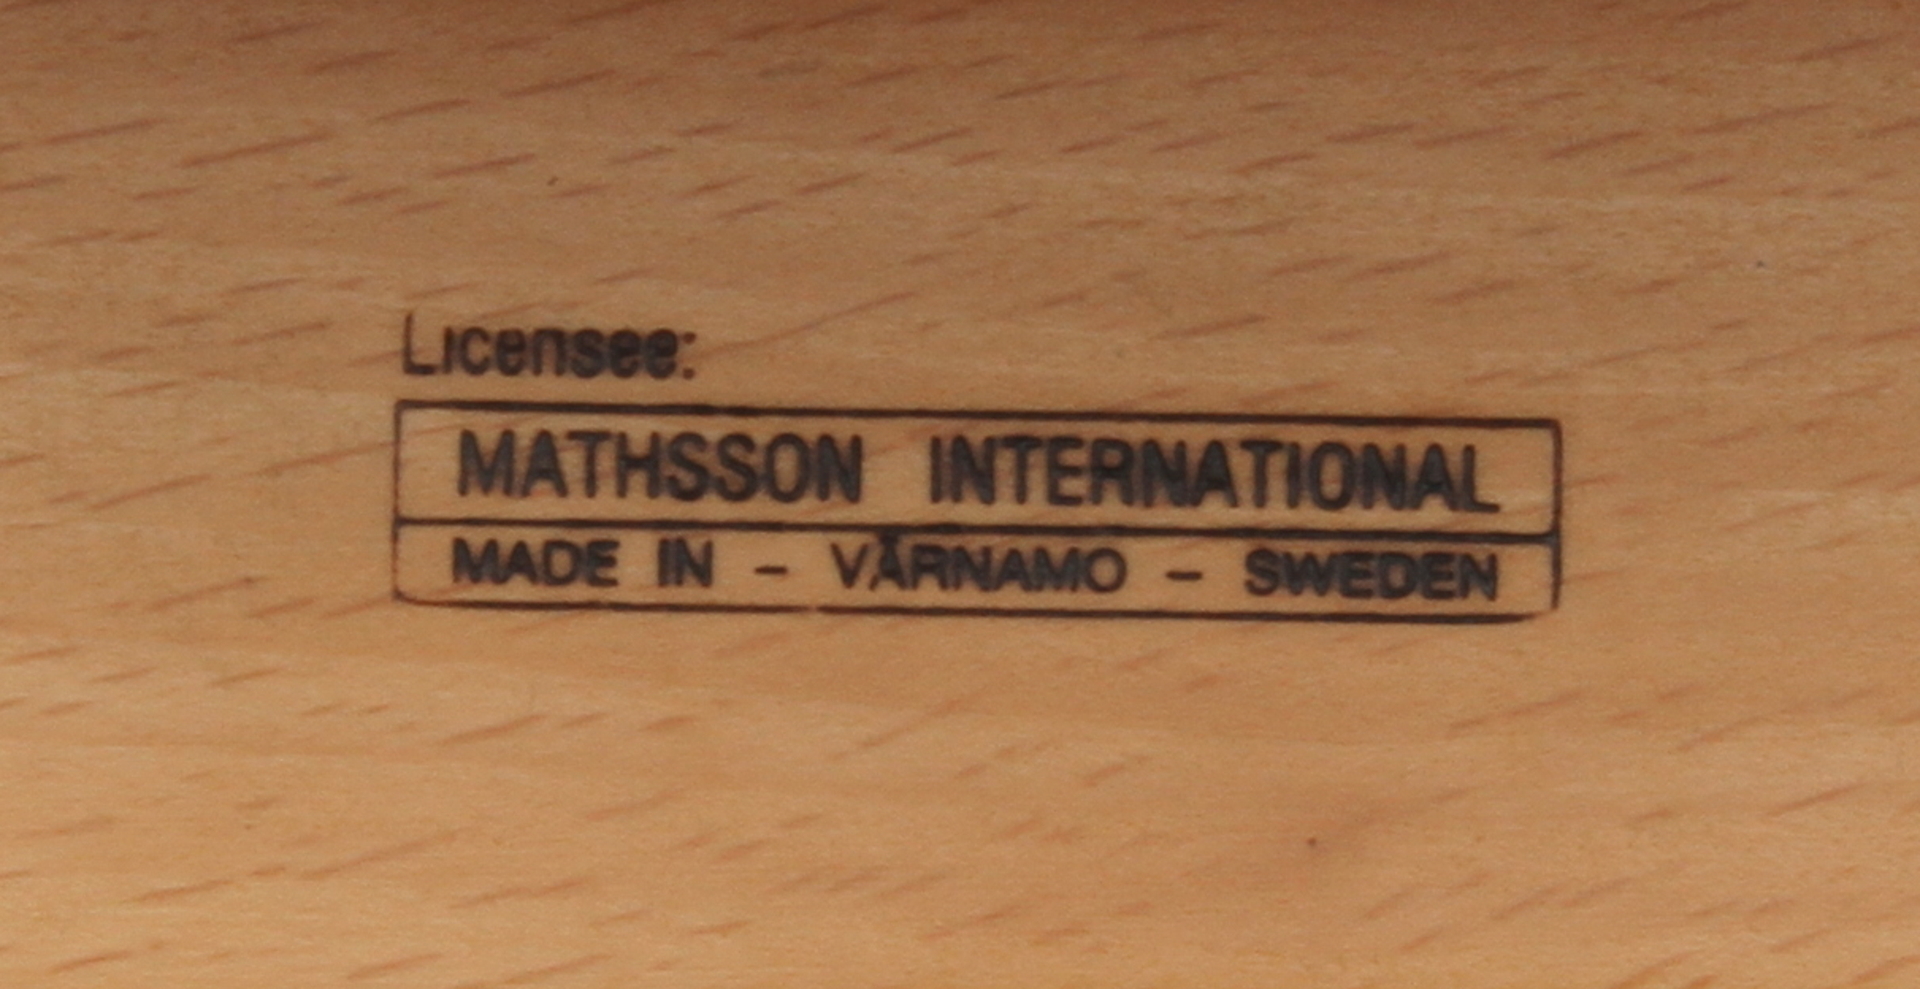 Licensee:
MATHSSON INTERNATIONAL
MADE IN - VÄRNAMO - SWEDEN